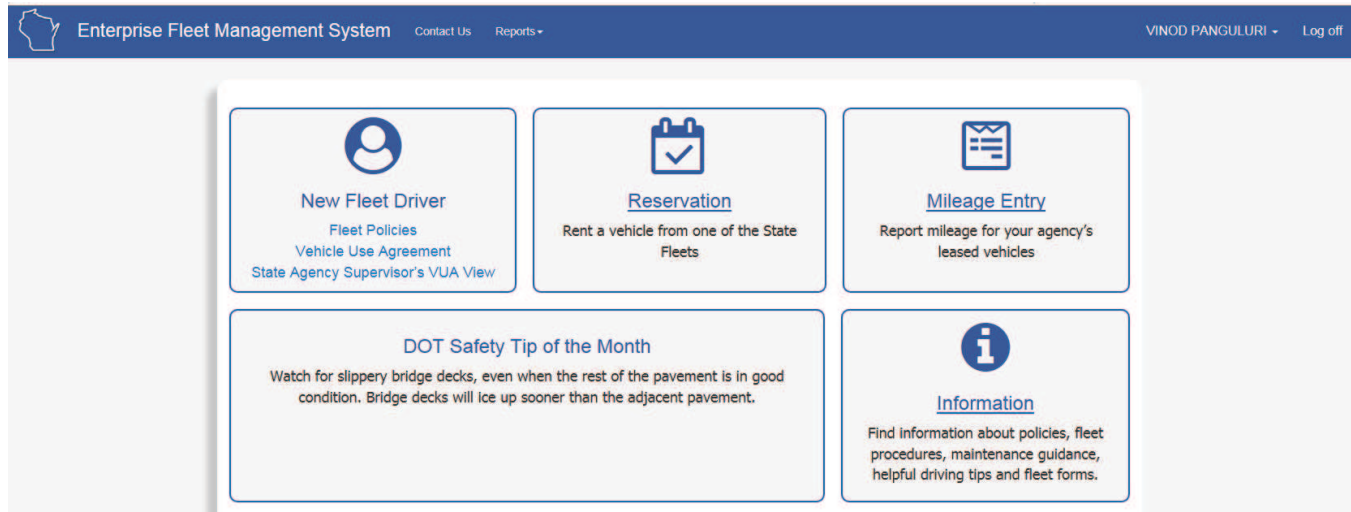 Enterprise Fleet Management System Contact Us Reports VINOD PANGULURI Log off
New Fleet Driver
Fleet Policies
Vehicle Use Agreement
State Agency Supervisor's VUA View
Reservation
Rent a vehicle from one of the State
Fleets
Mileage Entry
Report mileage for your agency's
leased vehicles
DOT Safety Tip of the Month
Watch for slippery bridge decks, even when the rest of the pavement is in good
condition. Bridge decks will ice up sooner than the adjacent pavement.
Information
Find information about policies, fleet
procedures, maintenance guidance,
helpful driving tips and fleet forms.